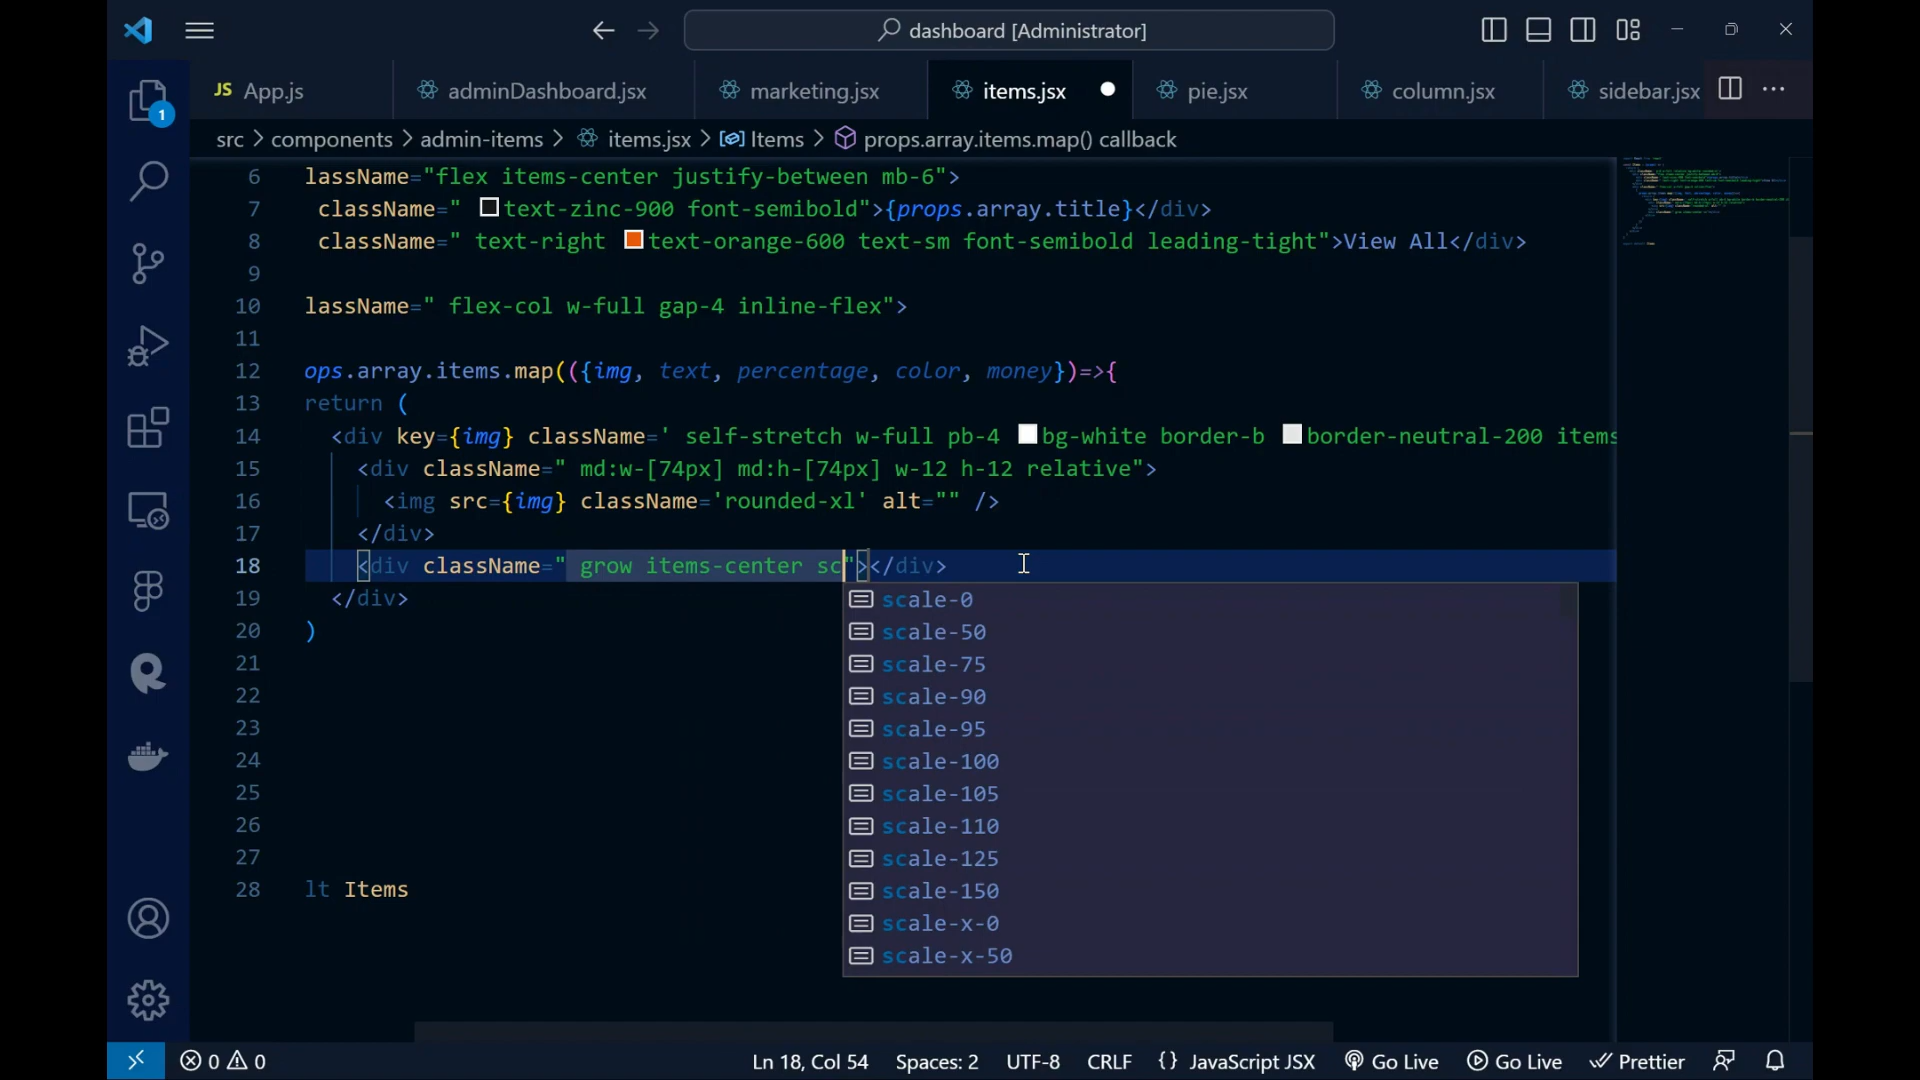 dashboard [Administrator]
JS App.js
adminDashboard.jsx
marketing.jsx
items.jsx
pie.jsx
column.jsx
sidebar.jsx
1
src > components > admin-items > items.jsx > Items > props.array.items.map() callback
6 lassName="flex items-center justify-between mb-6">
7 className=" text-zinc-900 font-semibold">{props.array.title}</div>
8 className=" text-right text-orange-600 text-sm font-semibold leading-tight">View All</div>
9
10 lassName=" flex-col w-full gap-4 inline-flex">
11
12 ops.array.items.map(({img, text, percentage, color, money})=>{
13 return (
14 <div key={img} className=' self-stretch w-full pb-4 bg-white border-b border-neutral-200 items
15 <div className=" md:w-[74px] md:h-[74px] w-12 h-12 relative">
16 <img src={img} className='rounded-xl' alt="" />
17 </div>
18 <div className=" grow items-center sc"></div>
19 </div>
20 )
21
22
23
24
25
26
27
28 lt Items
scale-0
scale-50
scale-75
scale-90
scale-95
scale-100
scale-105
scale-110
scale-125
scale-150
scale-x-0
scale-x-50
0 0
Ln 18, Col 54
Spaces: 2
UTF-8
CRLF
{} JavaScript JSX
Go Live
Go Live
Prettier